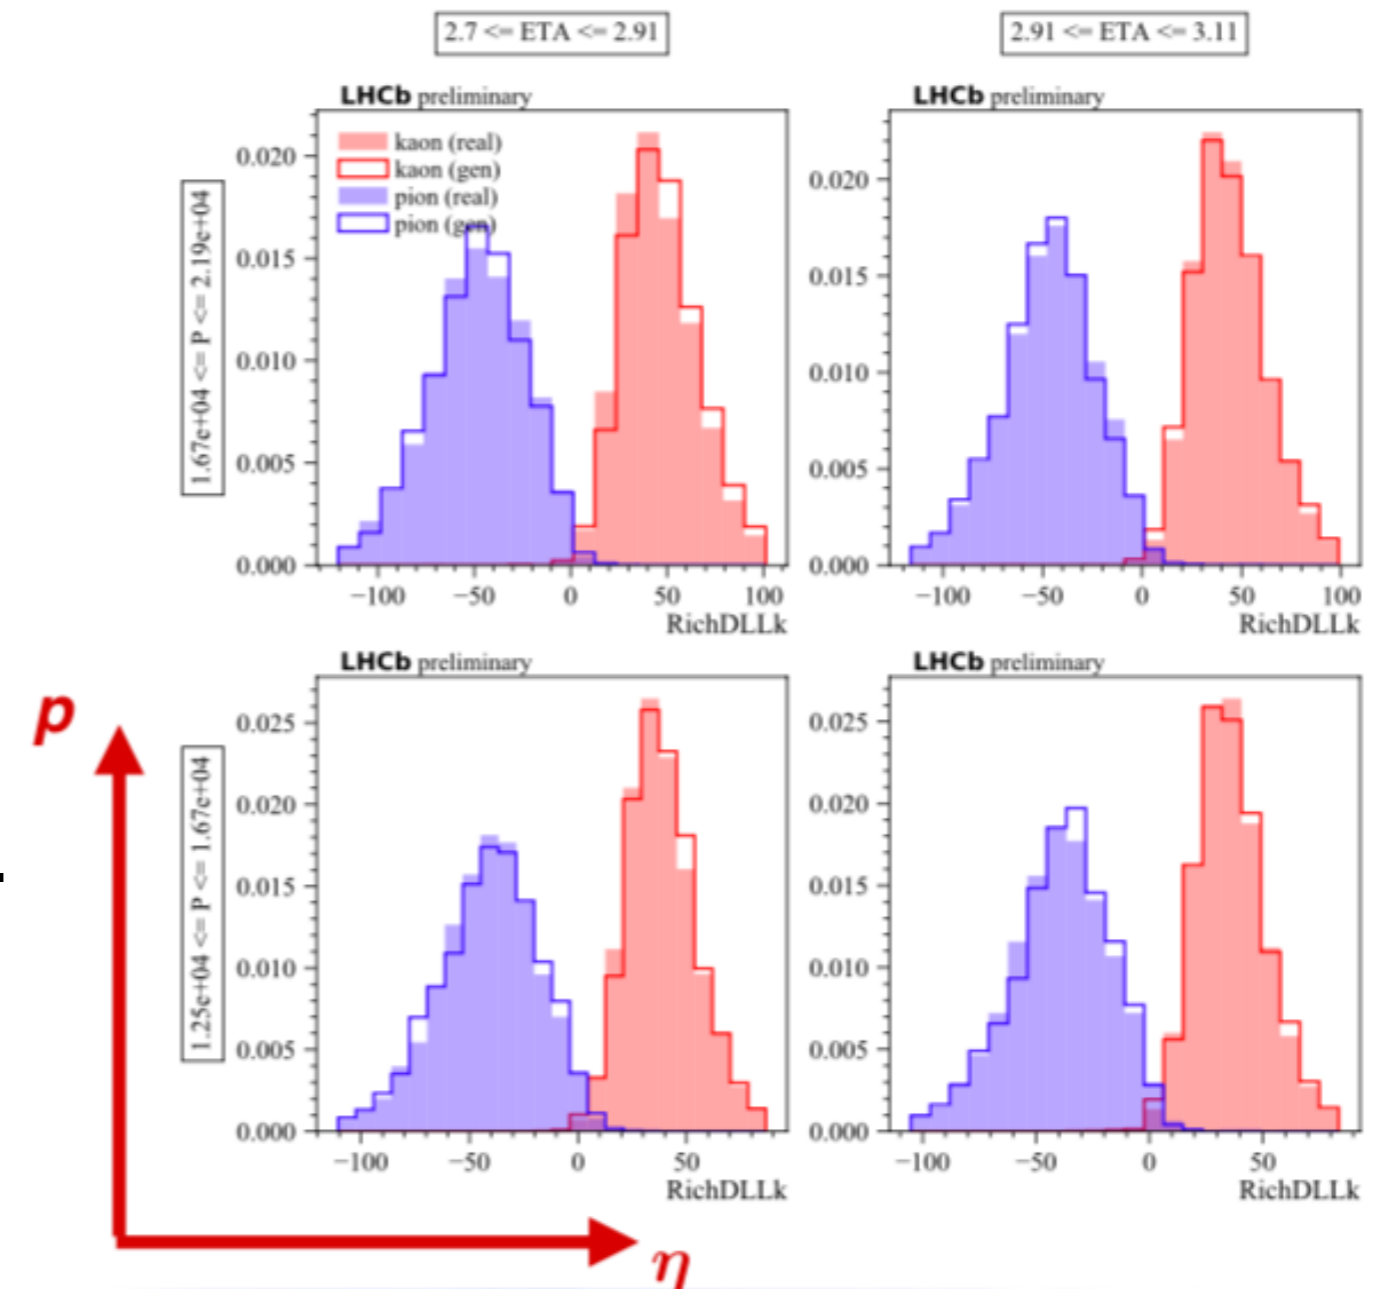 2.7 <= ETA <= 2.91
2.91 <= ETA <= 3.11
1.67e+04 <= P <= 2.19e+04
LHCb preliminary
kaon (real)
kaon (gen)
pion (real)
pion (gen)
0.020
0.015
0.010
0.005
0.000
−100 −50 0 50 100
RichDLLk
LHCb preliminary
0.020
0.015
0.010
0.005
0.000
−100 −50 0 50 100
RichDLLk
p
1.25e+04 <= P <= 1.67e+04
LHCb preliminary
0.025
0.020
0.015
0.010
0.005
0.000
−100 −50 0 50
RichDLLk
LHCb preliminary
0.025
0.020
0.015
0.010
0.005
0.000
−100 −50 0 50
RichDLLk
η